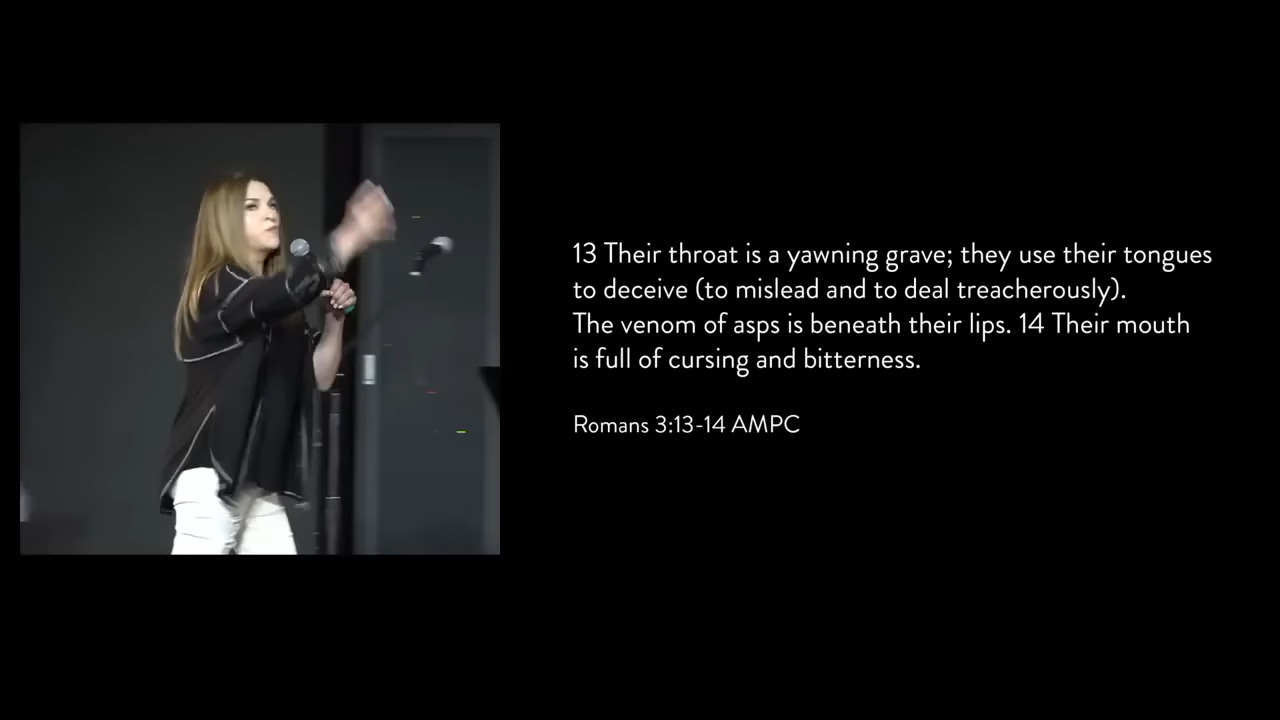 13 Their throat is a yawning grave; they use their tongues
to deceive (to mislead and to deal treacherously).
The venom of asps is beneath their lips. 14 Their mouth
is full of cursing and bitterness.
Romans 3:13-14 AMPC